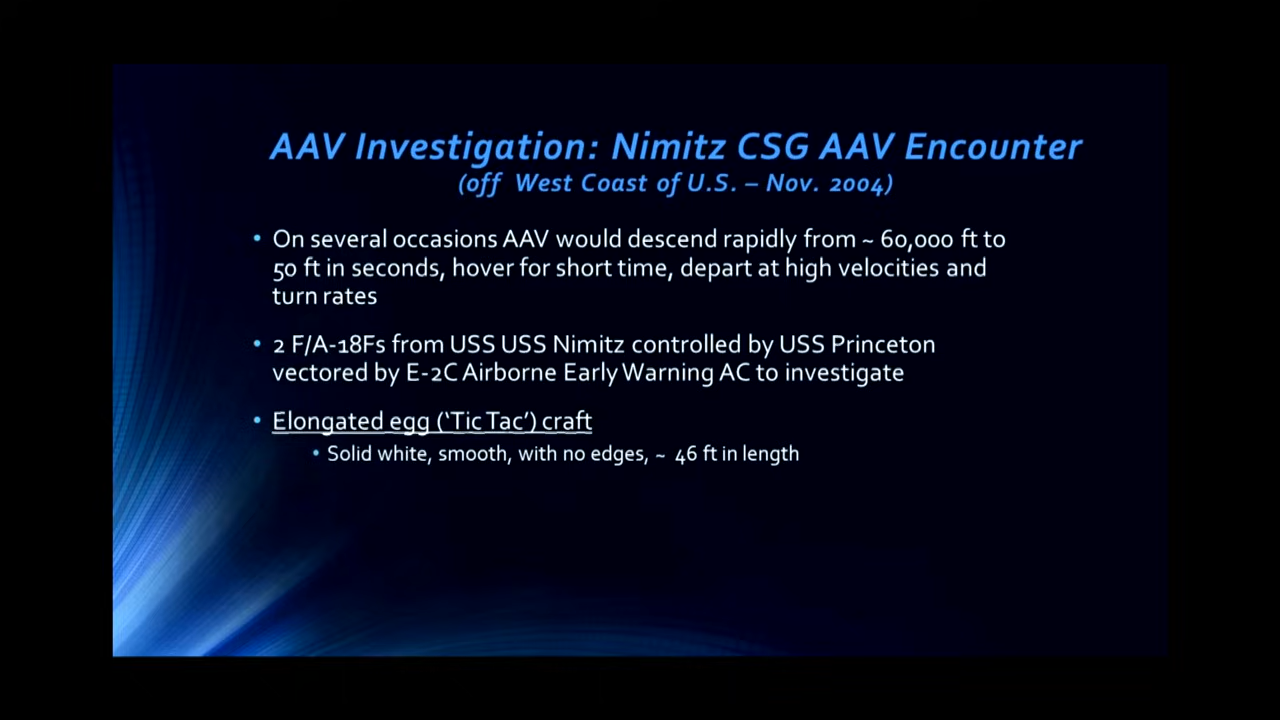 AAV Investigation: Nimitz CSG AAV Encounter
(off West Coast of U.S. – Nov. 2004)
• On several occasions AAV would descend rapidly from ~ 60,000 ft to
50 ft in seconds, hover for short time, depart at high velocities and
turn rates
• 2 F/A-18Fs from USS USS Nimitz controlled by USS Princeton
vectored by E-2C Airborne Early Warning AC to investigate
• Elongated egg (‘Tic Tac’) craft
• Solid white, smooth, with no edges, ~ 46 ft in length